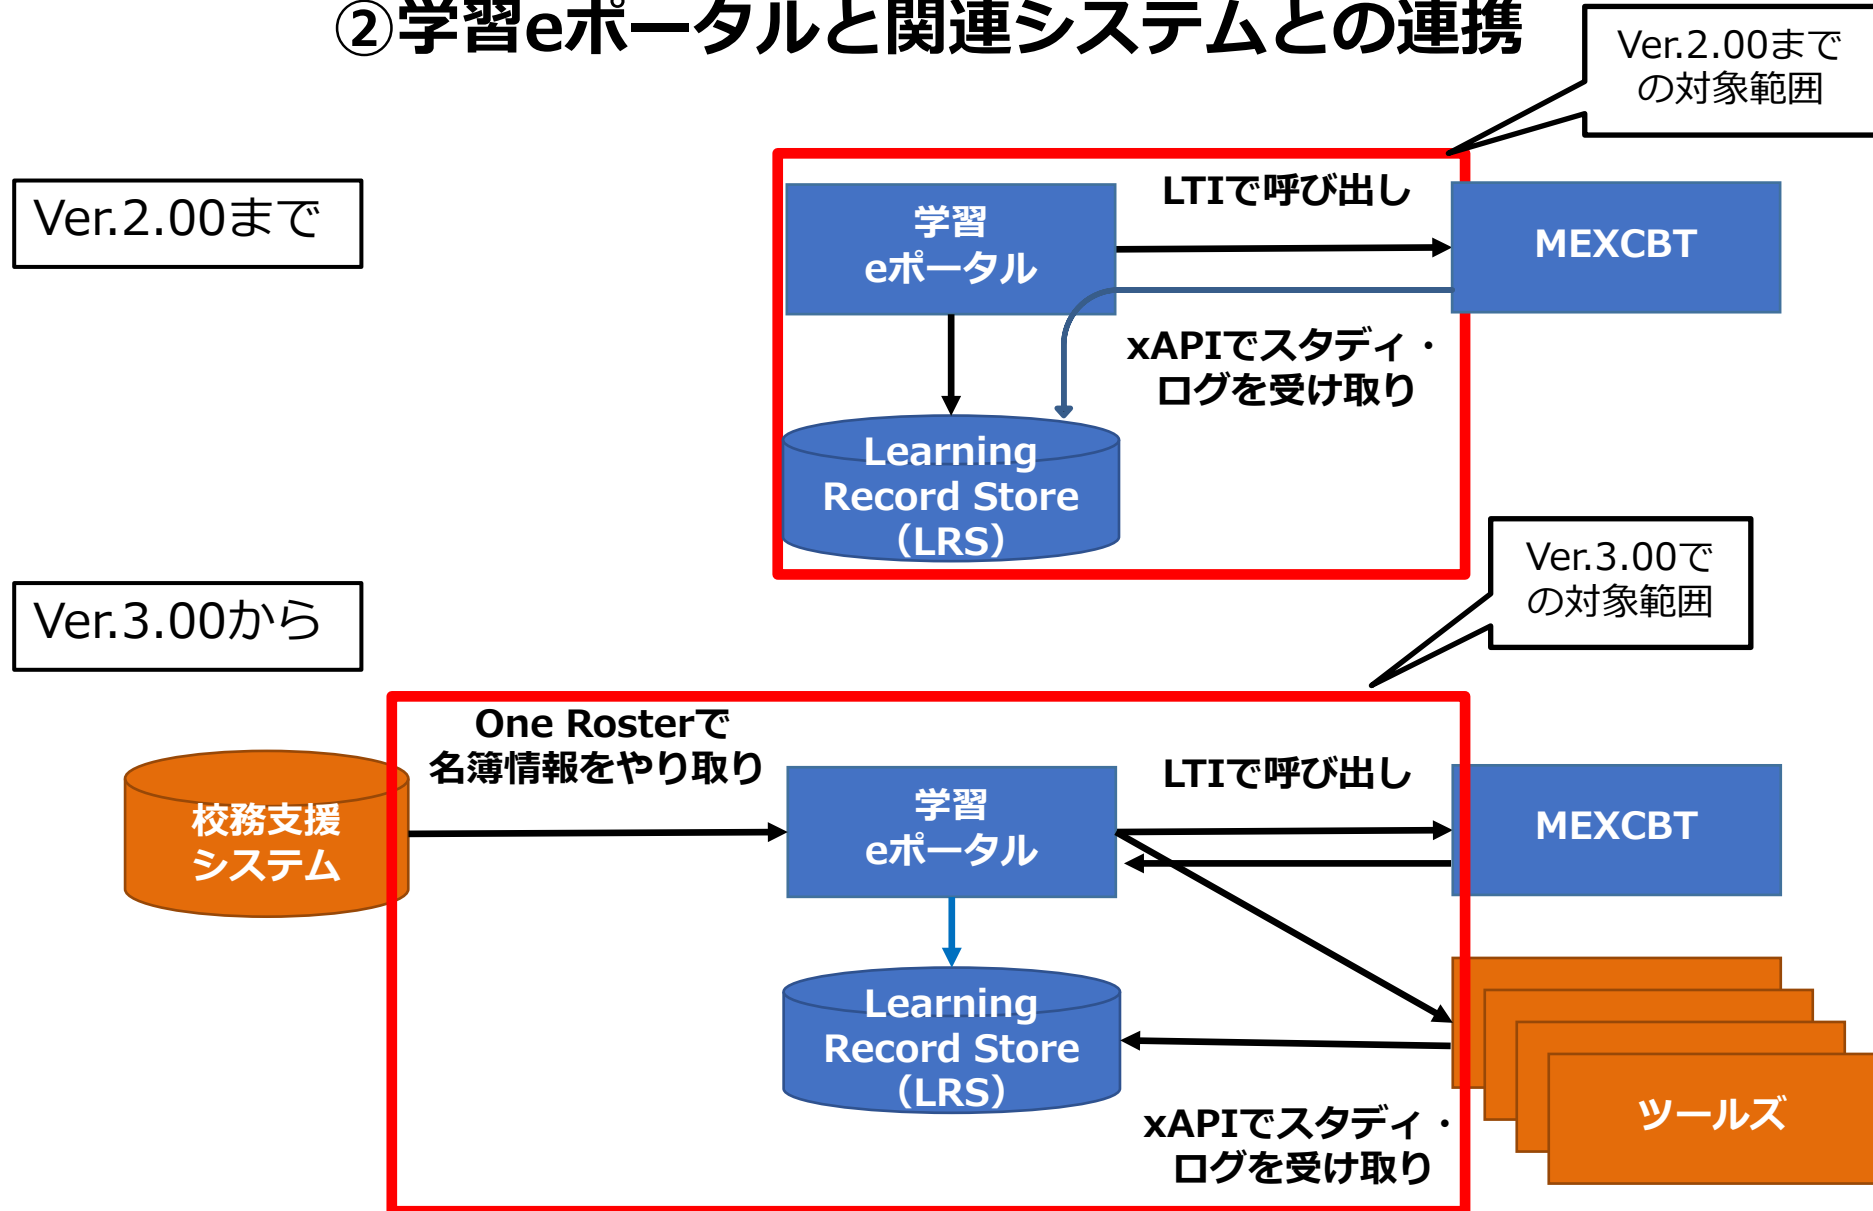 ②学習eポータルと関連システムとの連携
Ver.2.00まで
の対象範囲
Ver.2.00まで
LTIで呼び出し
学習
eポータル
MEXCBT
xAPIでスタディ・
ログを受け取り
Learning
Record Store
（LRS）
Ver.3.00で
の対象範囲
Ver.3.00から
One Rosterで
名簿情報をやり取り
LTIで呼び出し
校務支援
システム
学習
eポータル
MEXCBT
Learning
Record Store
（LRS）
ツールズ
xAPIでスタディ・
ログを受け取り